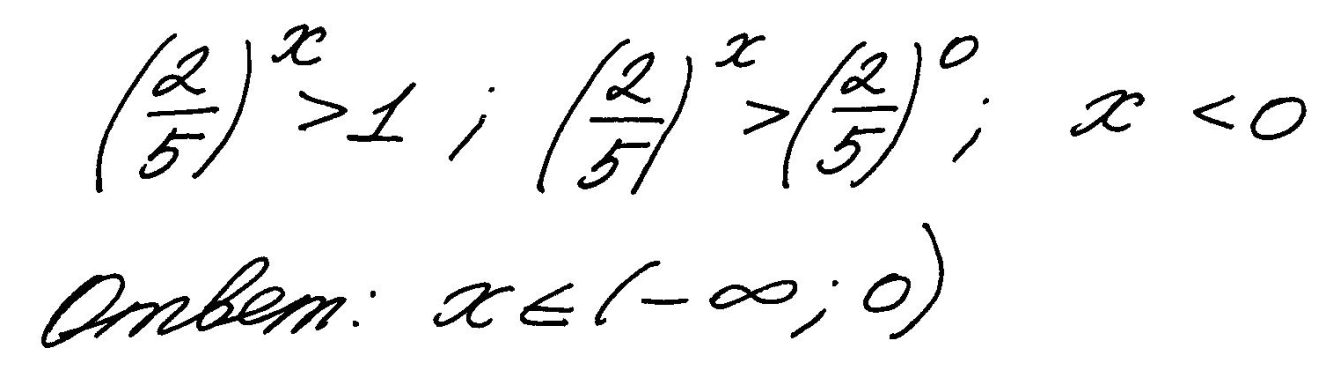 (2/5)^x > 1 ; (2/5)^x > (2/5)^0 ; x < 0
Ответ: x ∈ (-∞; 0)